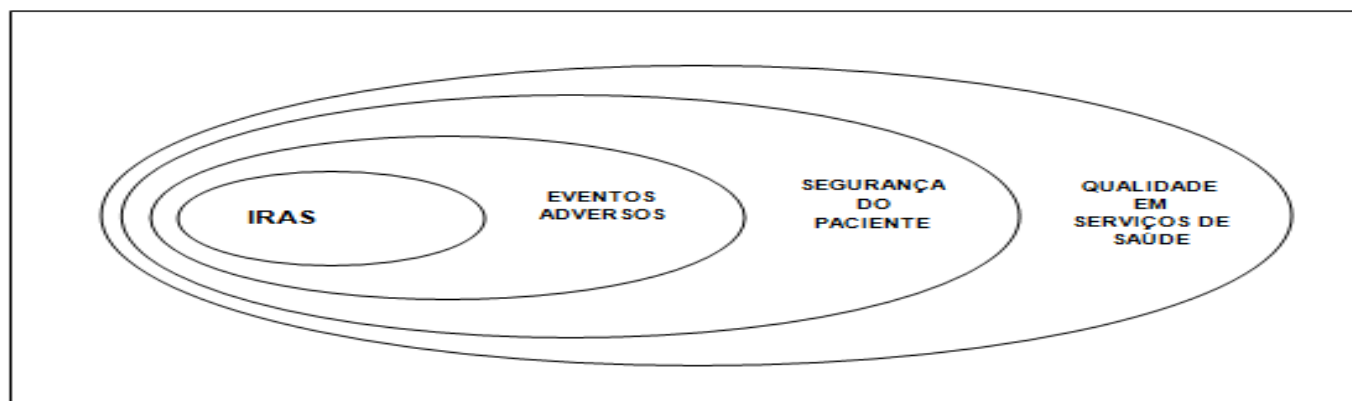 IRAS
EVENTOS
ADVERSOS
SEGURANÇA
DO
PACIENTE
QUALIDADE
EM
SERVIÇOS DE
SAÚDE